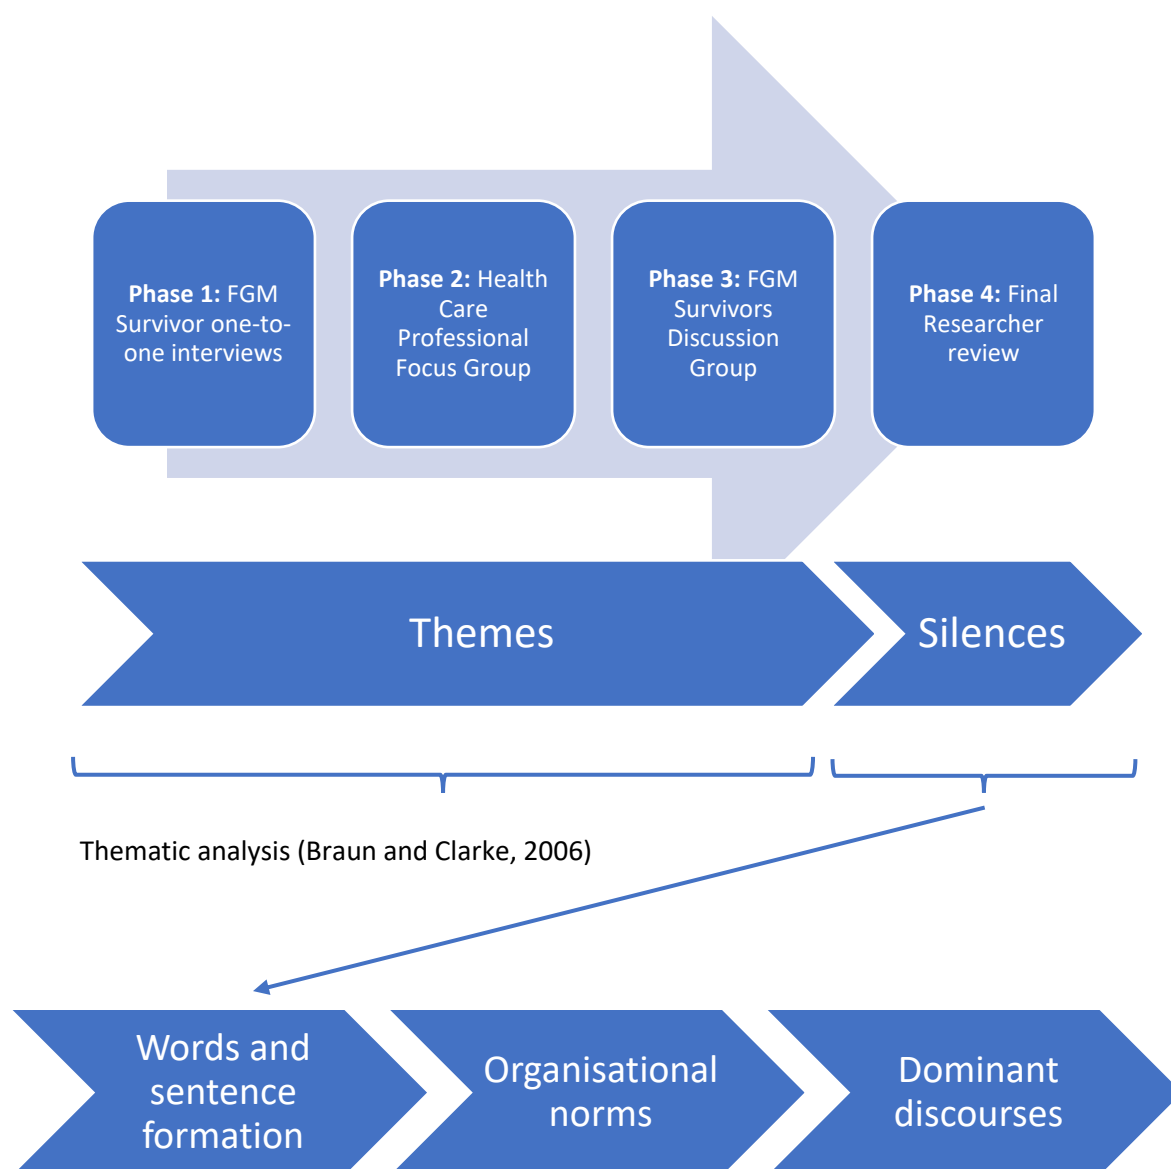 Phase 1: FGM
Survivor one-to-
one interviews
Phase 2: Health
Care
Professional
Focus Group
Phase 3: FGM
Survivors
Discussion
Group
Phase 4: Final
Researcher
review
Themes
Silences
Thematic analysis (Braun and Clarke, 2006)
Words and
sentence
formation
Organisational
norms
Dominant
discourses